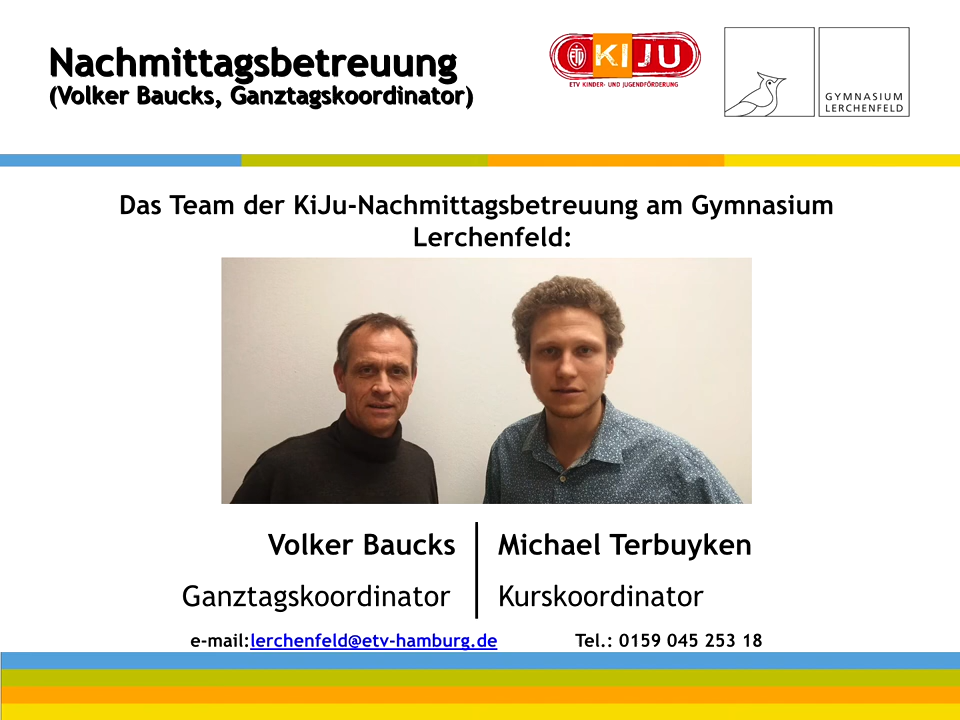 Nachmittagsbetreuung
(Volker Baucks, Ganztagskoordinator)
ETV KIJU
ETV KINDER- UND JUGENDFÖRDERUNG
GYMNASIUM
LERCHENFELD
Das Team der KiJu-Nachmittagsbetreuung am Gymnasium
Lerchenfeld:
Volker Baucks
Michael Terbuyken
Ganztagskoordinator
Kurskoordinator
e-mail:lerchenfeld@etv-hamburg.de
Tel.: 0159 045 253 18